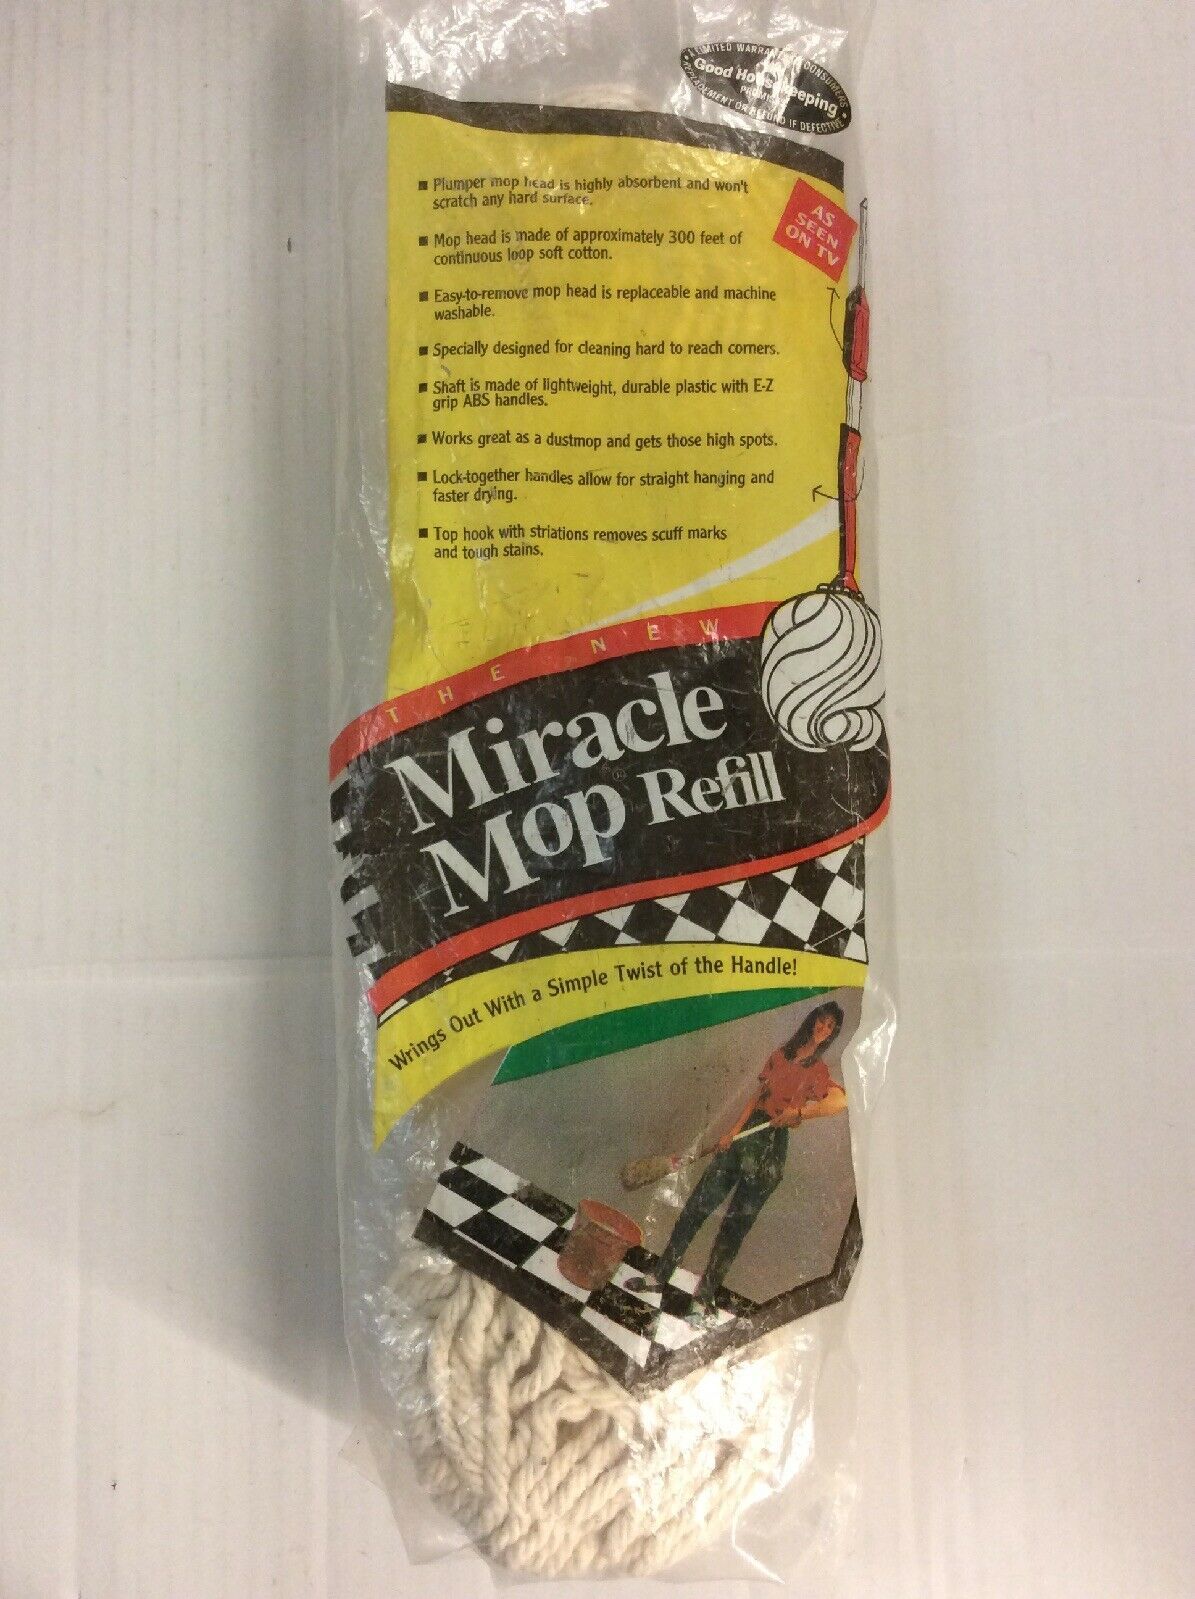 A LIMITED WARRANTY TO CONSUMERS
Good Housekeeping
PROMISES
REPLACEMENT OR REFUND IF DEFECTIVE
■ Plumper mop head is highly absorbent and won't
scratch any hard surface.
■ Mop head is made of approximately 300 feet of
continuous loop soft cotton.
■ Easy-to-remove mop head is replaceable and machine
washable.
■ Specially designed for cleaning hard to reach corners.
■ Shaft is made of lightweight, durable plastic with E-Z
grip ABS handles.
■ Works great as a dustmop and gets those high spots.
■ Lock-together handles allow for straight hanging and
faster drying.
■ Top hook with striations removes scuff marks
and tough stains.
AS
SEEN
ON TV
THE NEW
Miracle
Mop® Refill
Wrings Out With a Simple Twist of the Handle!